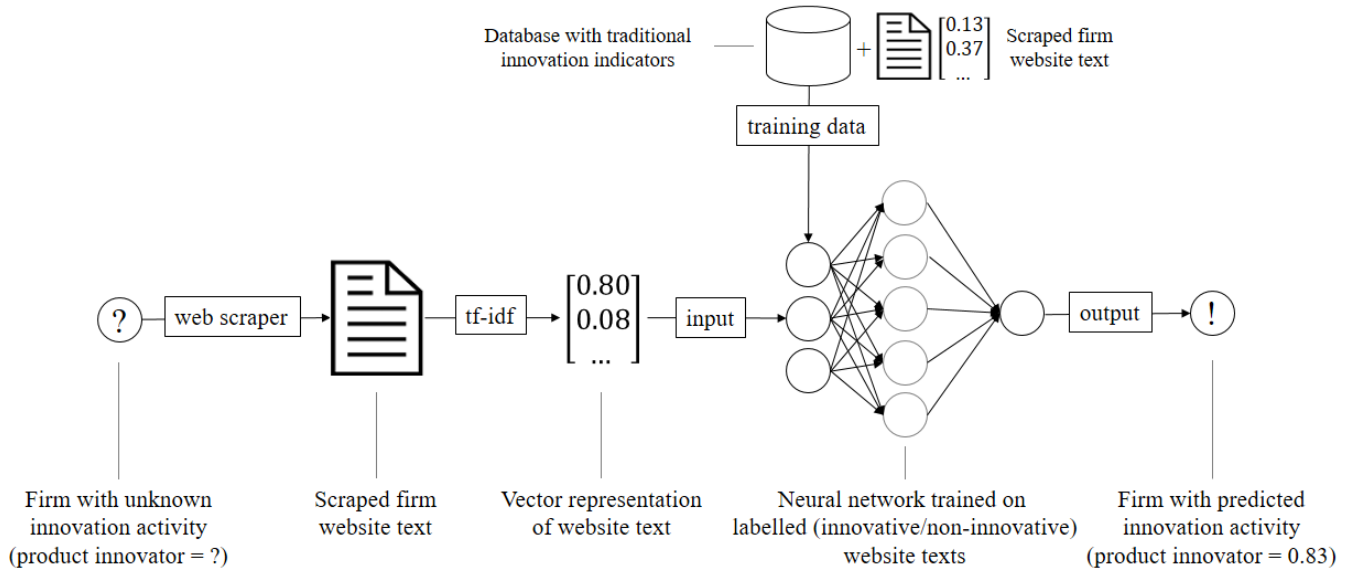 Database with traditional
innovation indicators
+
[0.13]
0.37
...
Scraped firm
website text
training data
?
web scraper
tf-idf
[0.80]
0.08
...
input
output
!
Firm with unknown
innovation activity
(product innovator = ?)
Scraped firm
website text
Vector representation
of website text
Neural network trained on
labelled (innovative/non-innovative)
website texts
Firm with predicted
innovation activity
(product innovator = 0.83)